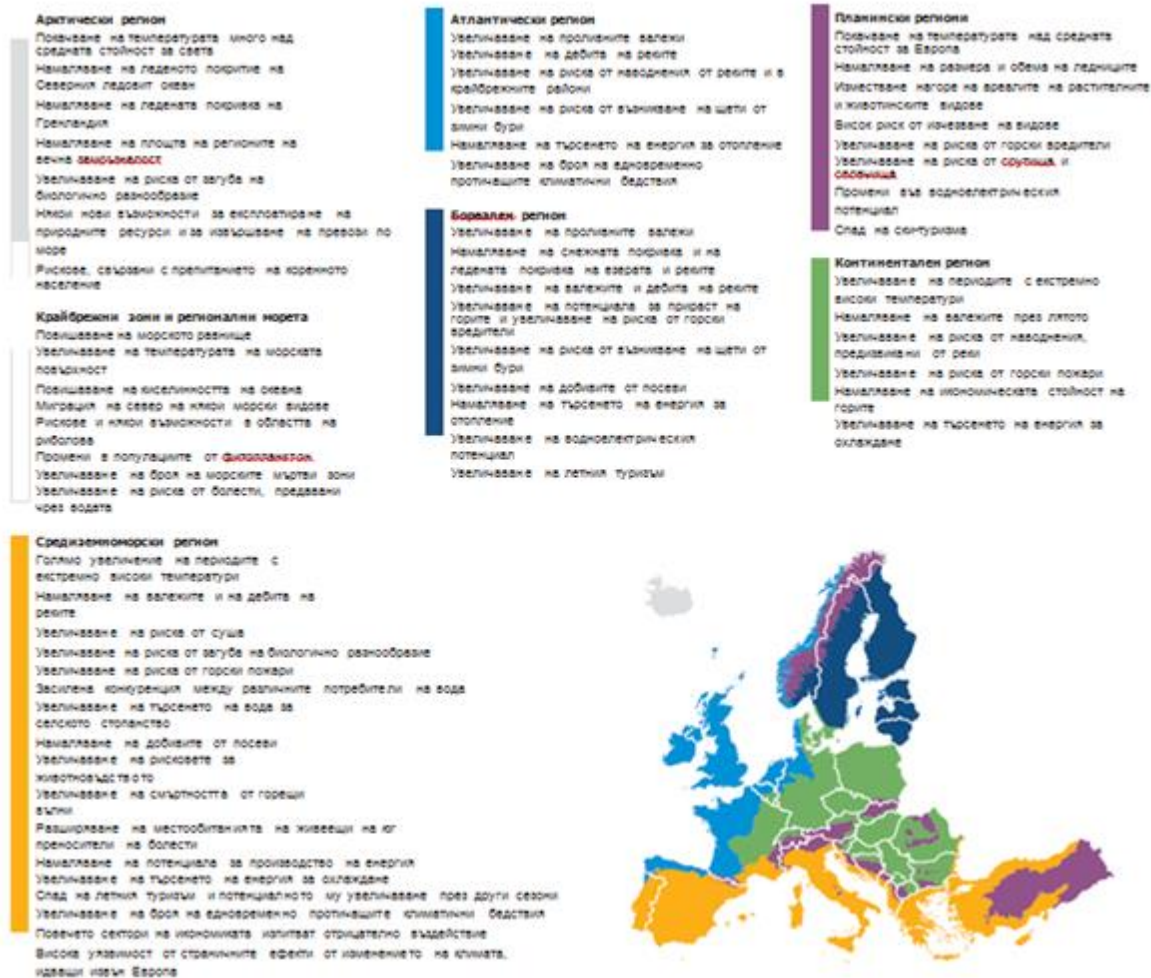 Арктически регион
Покачване на температурата много над
средната стойност за света
Намаляване на леденото покритие на
Северния ледовит океан
Намаляване на ледената покривка на
Гренландия
Намаляване на площта на регионите на
вечна замръзналост
Увеличаване на риска от загуба на
биологично разнообразие
Някои нови възможности за експлоатиране на
природните ресурси и за извършване на превози по
море
Рискове, свързани с препитанието на коренното
население
Крайбрежни зони и регионални морета
Повишаване на морското равнище
Увеличаване на температурата на морската
повърхност
Повишаване на киселинността на океана
Миграция на север на някои морски видове
Рискове и някои възможности в областта на
риболова
Промени в популациите от фитопланктон
Увеличаване на броя на морските мъртви зони
Увеличаване на риска от болести, предавани
чрез водата
Атлантически регион
Увеличаване на проливните валежи
Увеличаване на дебита на реките
Увеличаване на риска от наводнения от реките и в
крайбрежните райони
Увеличаване на риска от възникване на щети от
зимни бури
Намаляване на търсенето на енергия за отопление
Увеличаване на броя на едновременно
протичащите климатични бедствия
Бореален регион
Увеличаване на проливните валежи
Намаляване на снежната покривка и на
ледената покривка на езерата и реките
Увеличаване на валежите и дебита на реките
Увеличаване на потенциала за прираст на
горите и увеличаване на риска от горски
вредители
Увеличаване на риска от възникване на щети от
зимни бури
Увеличаване на добивите от посеви
Намаляване на търсенето на енергия за
отопление
Увеличаване на водноелектрическия
потенциал
Увеличаване на летния туризъм
Планински региони
Покачване на температурата над средната
стойност за Европа
Намаляване на размера и обема на ледниците
Изместване нагоре на ареалите на растителните
и животинските видове
Висок риск от изчезване на видове
Увеличаване на риска от горски вредители
Увеличаване на риска от срутища и
свлачища
Промени във водноелектрическия
потенциал
Спад на ски-туризма
Континентален регион
Увеличаване на периодите с екстремно
високи температури
Намаляване на валежите през лятото
Увеличаване на риска от наводнения,
предизвикани от реки
Увеличаване на риска от горски пожари
Намаляване на икономическата стойност на
горите
Увеличаване на търсенето на енергия за
охлаждане
Средиземноморски регион
Голямо увеличение на периодите с
екстремно високи температури
Намаляване на валежите и на дебита на
реките
Увеличаване на риска от суша
Увеличаване на риска от загуба на биологично разнообразие
Увеличаване на риска от горски пожари
Засилена конкуренция между различните потребители на вода
Увеличаване на търсенето на вода за
селското стопанство
Намаляване на добивите от посеви
Увеличаване на рисковете за
животновъдството
Увеличаване на смъртността от горещи
вълни
Разширяване на местообитанията на живеещи на юг
преносители на болести
Намаляване на потенциала за производство на енергия
Увеличаване на търсенето на енергия за охлаждане
Спад на летния туризъм и потенциалното му увеличаване през други сезони
Увеличаване на броя на едновременно протичащите климатични бедствия
Повечето сектори на икономиката изпитват отрицателно въздействие
Висока уязвимост от страничните ефекти от изменението на климата,
идващи извън Европа